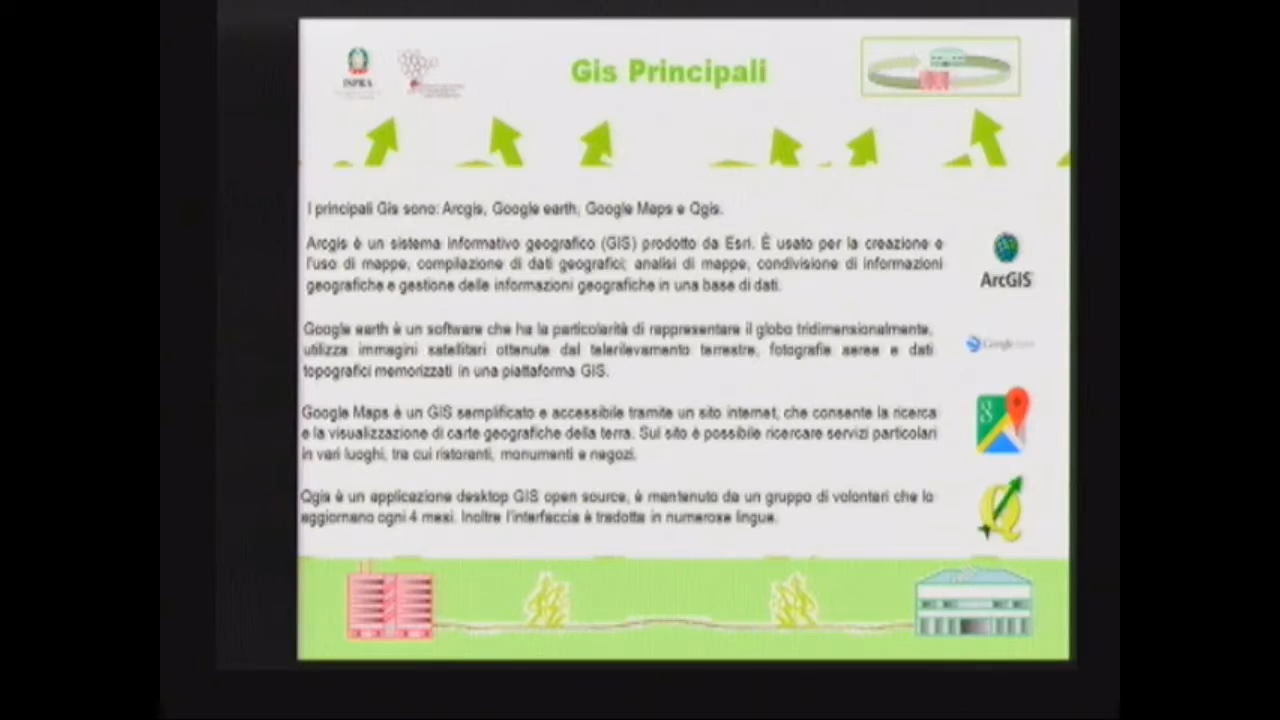 ISPRA
Gis Principali
I principali Gis sono: Arcgis, Google earth, Google Maps e Qgis.
Arcgis è un sistema informativo geografico (GIS) prodotto da Esri. È usato per la creazione e
l'uso di mappe, compilazione di dati geografici; analisi di mappe, condivisione di informazioni
geografiche e gestione delle informazioni geografiche in una base di dati.
ArcGIS
Google earth è un software che ha la particolarità di rappresentare il globo tridimensionalmente,
utilizza immagini satellitari ottenute dal telerilevamento terrestre, fotografie aeree e dati
topografici memorizzati in una piattaforma GIS.
Google
Google Maps è un GIS semplificato e accessibile tramite un sito internet, che consente la ricerca
e la visualizzazione di carte geografiche della terra. Sul sito è possibile ricercare servizi particolari
in vari luoghi, tra cui ristoranti, monumenti e negozi.
Qgis è un applicazione desktop GIS open source, è mantenuto da un gruppo di volontari che lo
aggiornano ogni 4 mesi. Inoltre l'interfaccia è tradotta in numerose lingue.